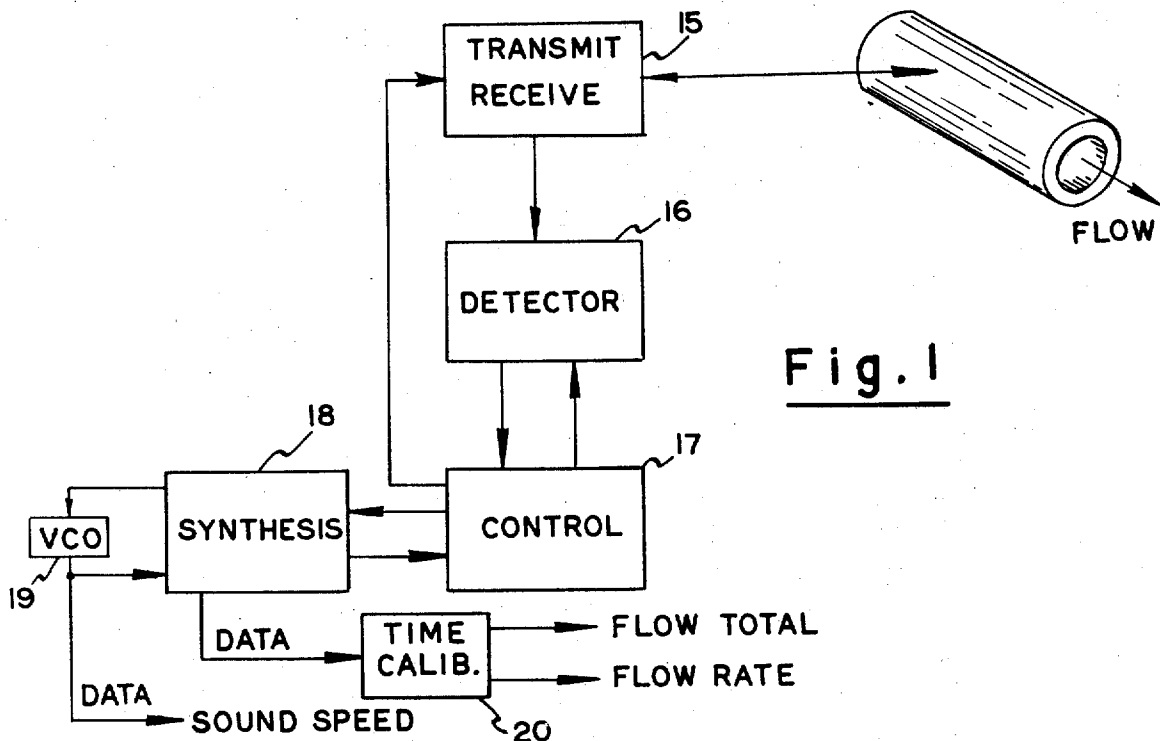 15
TRANSMIT
RECEIVE
FLOW
16
DETECTOR
Fig. 1
18
17
SYNTHESIS
CONTROL
VCO
19
DATA
TIME
CALIB.
FLOW TOTAL
FLOW RATE
DATA
SOUND SPEED
20